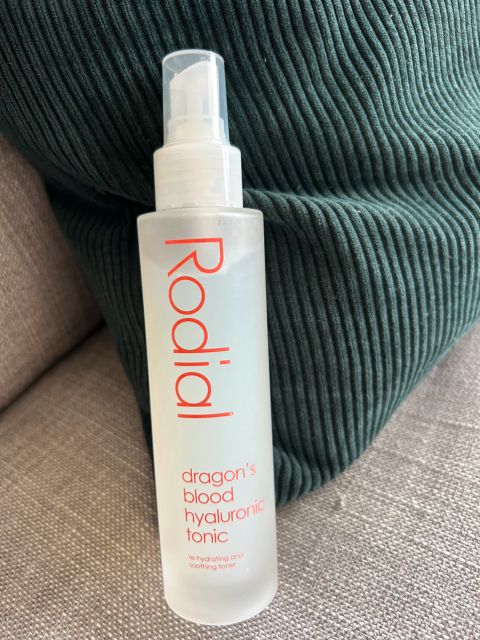 Rodial
dragon's
blood
hyaluronic
tonic
re-hydrating and
soothing toner